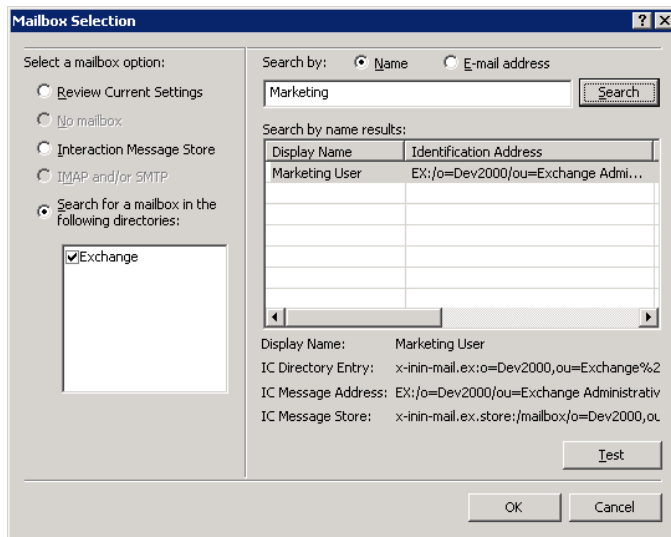 Mailbox Selection
Select a mailbox option:
Review Current Settings
No mailbox
Interaction Message Store
IMAP and/or SMTP
Search for a mailbox in the
following directories:
Exchange
Search by:
Name
E-mail address
Marketing
Search
Search by name results:
Display Name Identification Address
Marketing User EX:/o=Dev2000/ou=Exchange Admi...
Display Name: Marketing User
IC Directory Entry: x-inin-mail.ex:o=Dev2000,ou=Exchange%2
IC Message Address: EX:/o=Dev2000/ou=Exchange Administrativ
IC Message Store: x-inin-mail.ex.store:/mailbox/o=Dev2000,ou
Test
OK Cancel